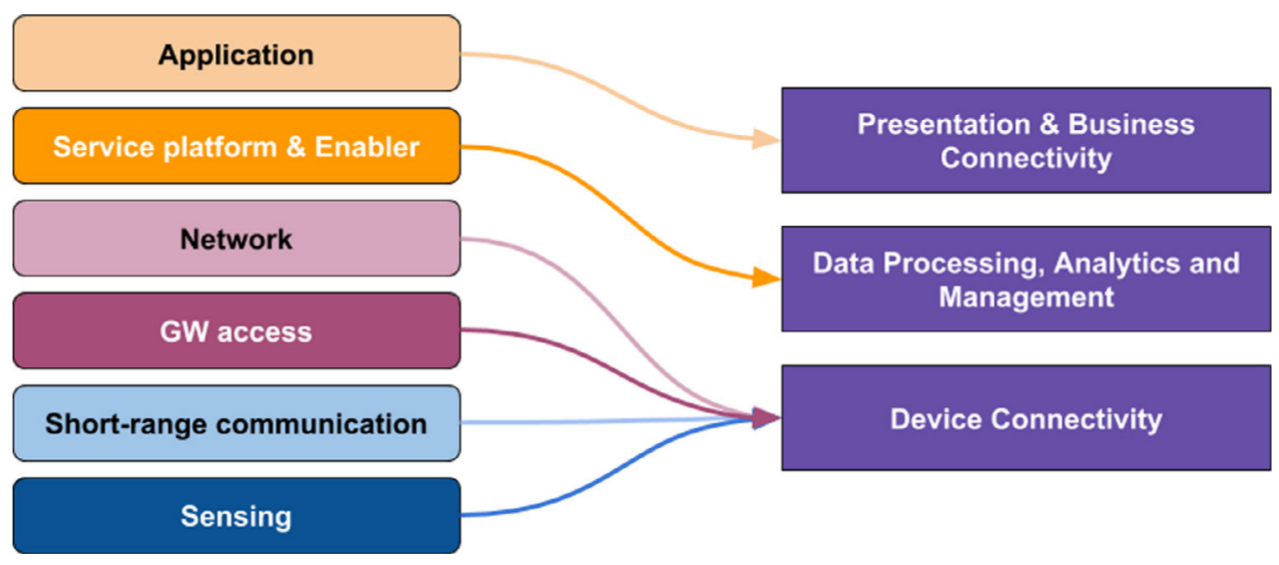 Application
Service platform & Enabler
Network
GW access
Short-range communication
Sensing
Presentation & Business
Connectivity
Data Processing, Analytics and
Management
Device Connectivity